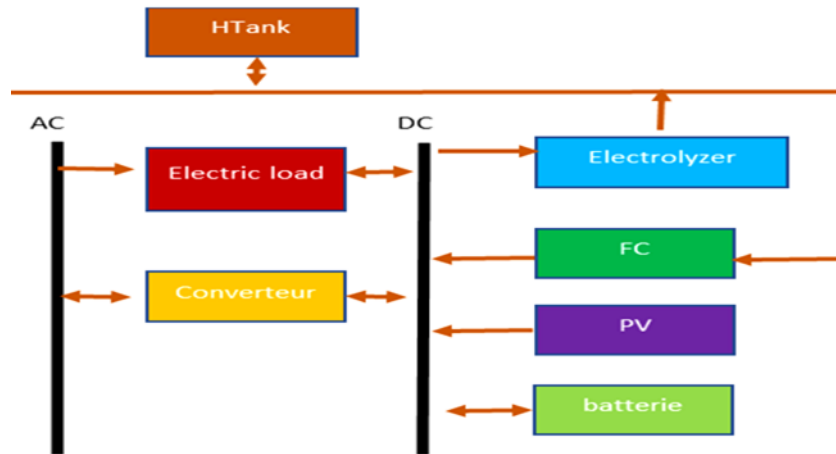 HTank
AC
DC
Electric load
Electrolyzer
Converteur
FC
PV
batterie